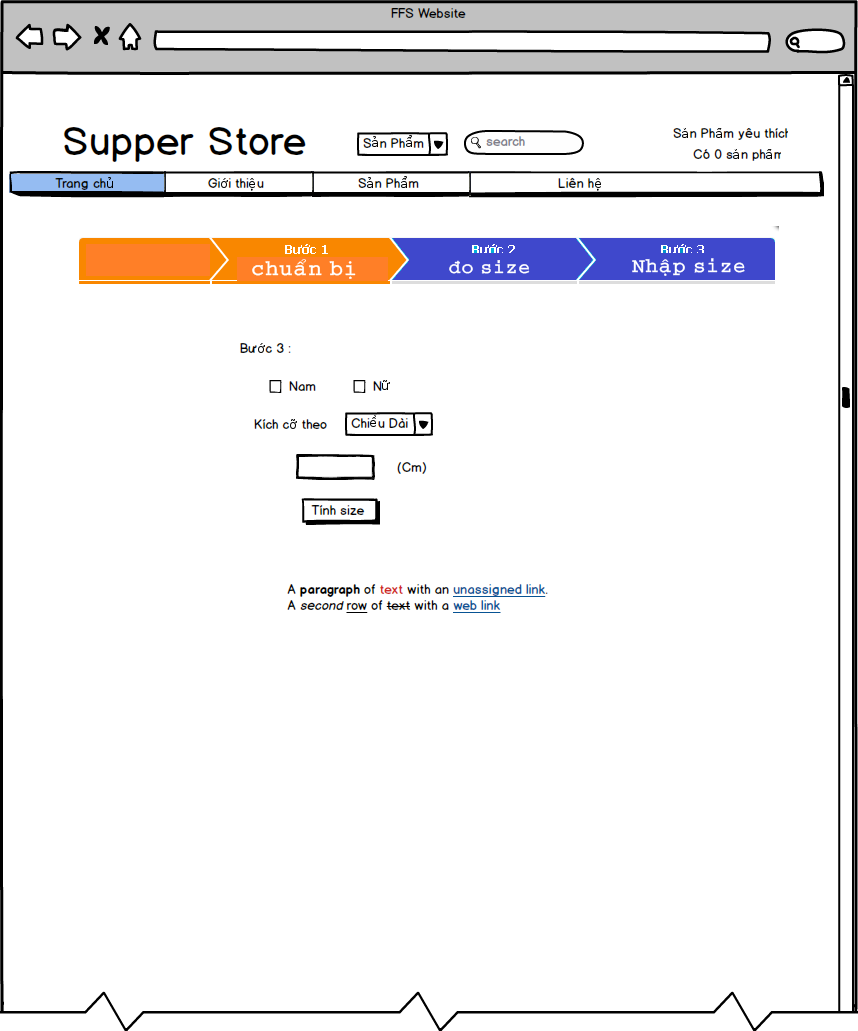 FFS Website
Supper Store
Sản Phẩm
search
Sản Phẩm yêu thích
Có 0 sản phẩm
Trang chủ
Giới thiệu
Sản Phẩm
Liên hệ
Bước 1
chuẩn bị
Bước 2
đo size
Bước 3
Nhập size
Bước 3 :
Nam
Nữ
Kích cỡ theo
Chiều Dài
(Cm)
Tính size
A paragraph of text with an unassigned link.
A second row of text with a web link